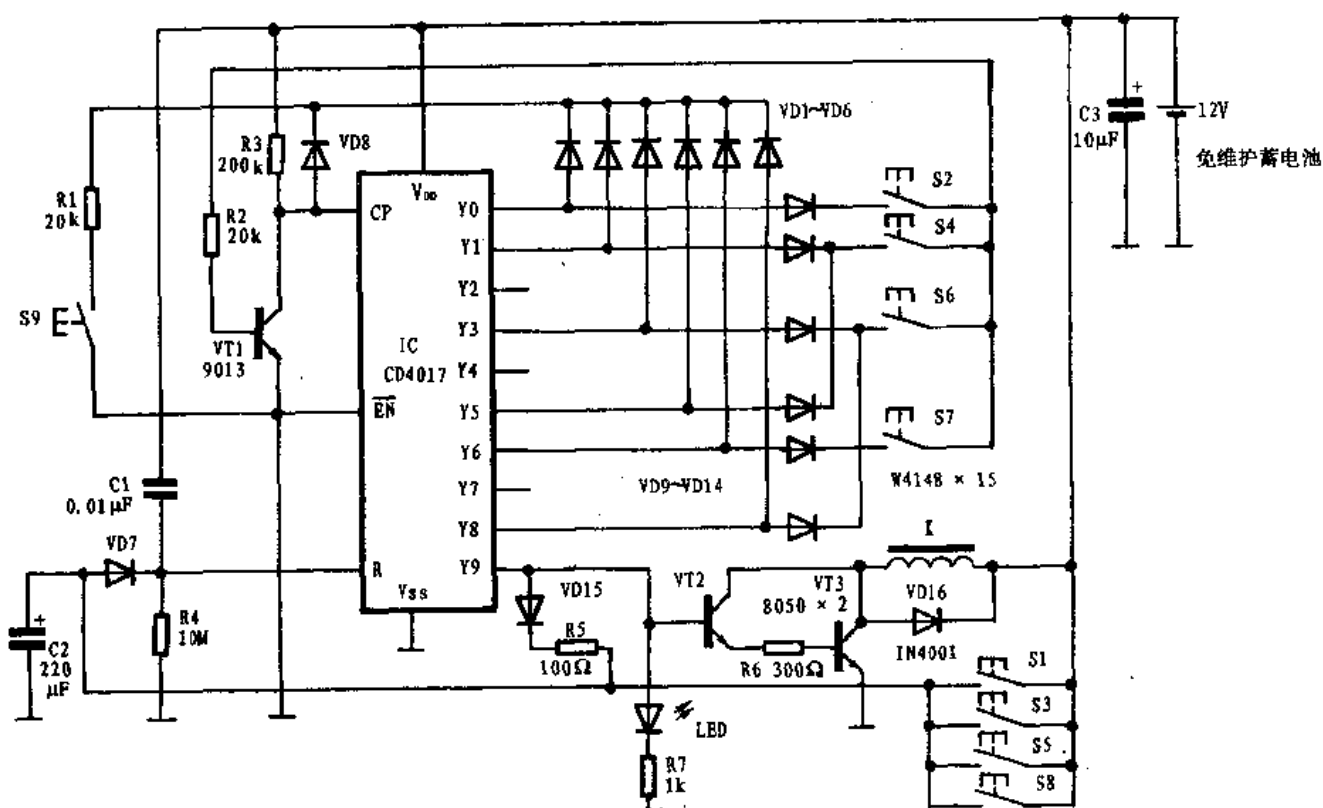 R3
200k
VD8
VD1~VD6
C3
10μF
+
12V
免维护蓄电池
R1
20k
R2
20k
CP
VDD
Y0
S2
Y1
S4
Y2
S9
VT1
9013
IC
CD4017
Y3
S6
Y4
EN
Y5
Y6
S7
C1
0.01μF
Y7
VD9~VD14
W4148 × 15
Y8
K
VD7
R
VSS
Y9
VD15
VT2
VT3
8050 × 2
VD16
IN4001
+
C2
220
μF
R4
10M
R5
100Ω
R6 300Ω
S1
S3
LED
S5
R7
1k
S8